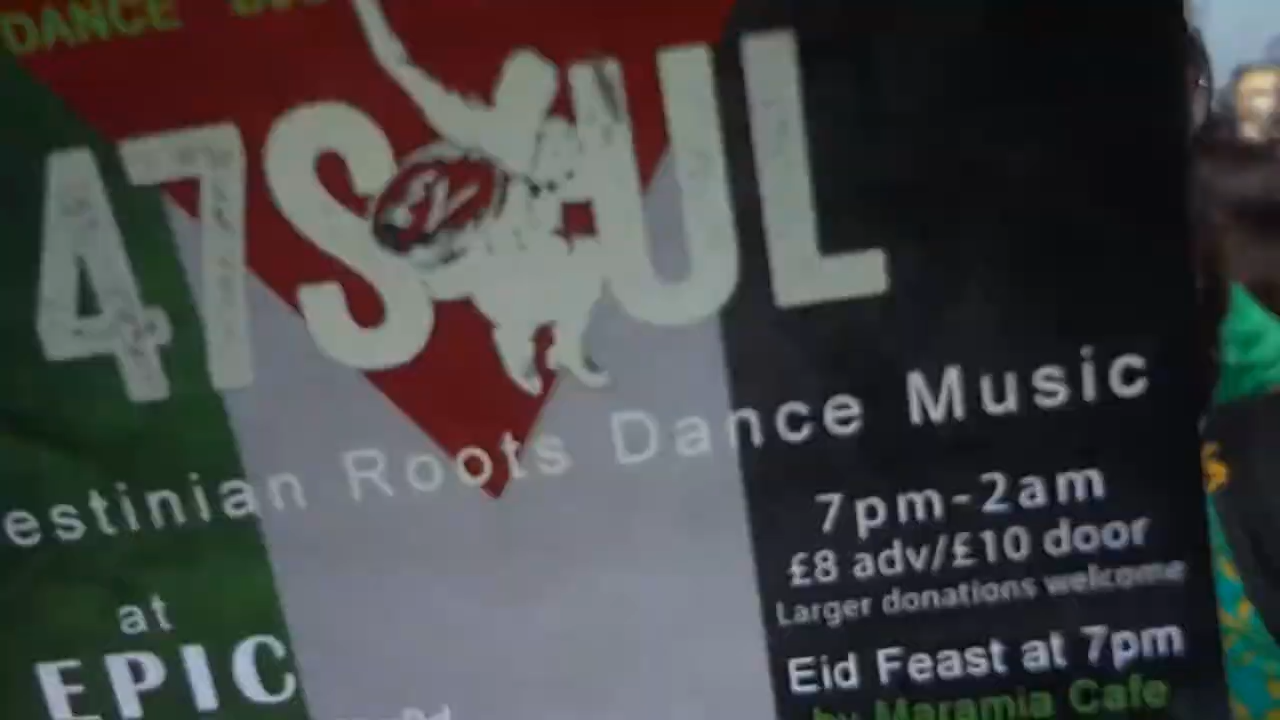 DANCE
47SOUL
estinian Roots Dance Music
7pm-2am
£8 adv/£10 door
Larger donations welcome
at
EPIC
Eid Feast at 7pm
by Maramia Cafe
Rd